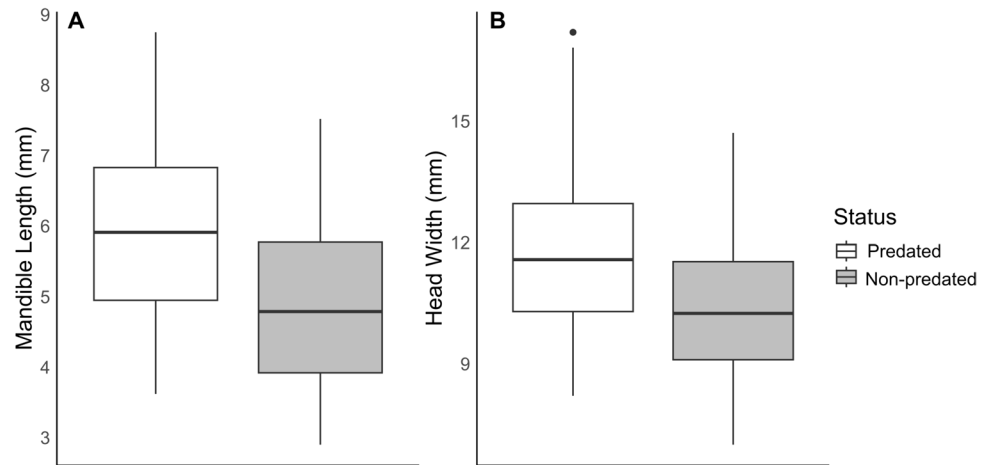 A
Mandible Length (mm)
9
8
7
6
5
4
3
B
Head Width (mm)
15
12
9
Status
Predated
Non-predated